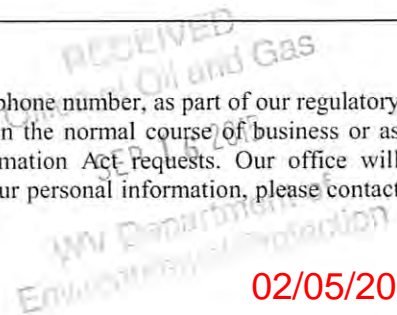 RECEIVED
Office of Oil and Gas
phone number, as part of our regulatory
n the normal course of business or as
SEP 16
mation Act requests. Our office will
ur personal information, please contact
WV Department of
Environmental Protection
02/05/20